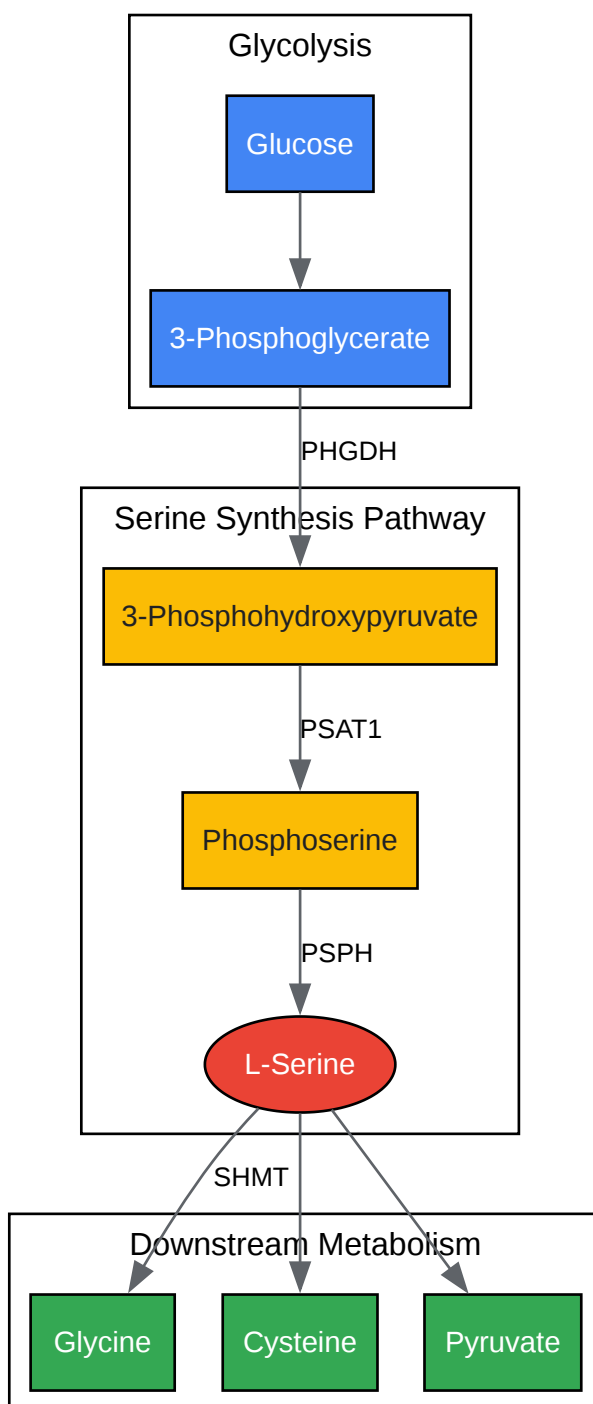 Glycolysis
Glucose
3-Phosphoglycerate
PHGDH
Serine Synthesis Pathway
3-Phosphohydroxypyruvate
PSAT1
Phosphoserine
PSPH
L-Serine
SHMT
Downstream Metabolism
Glycine
Cysteine
Pyruvate